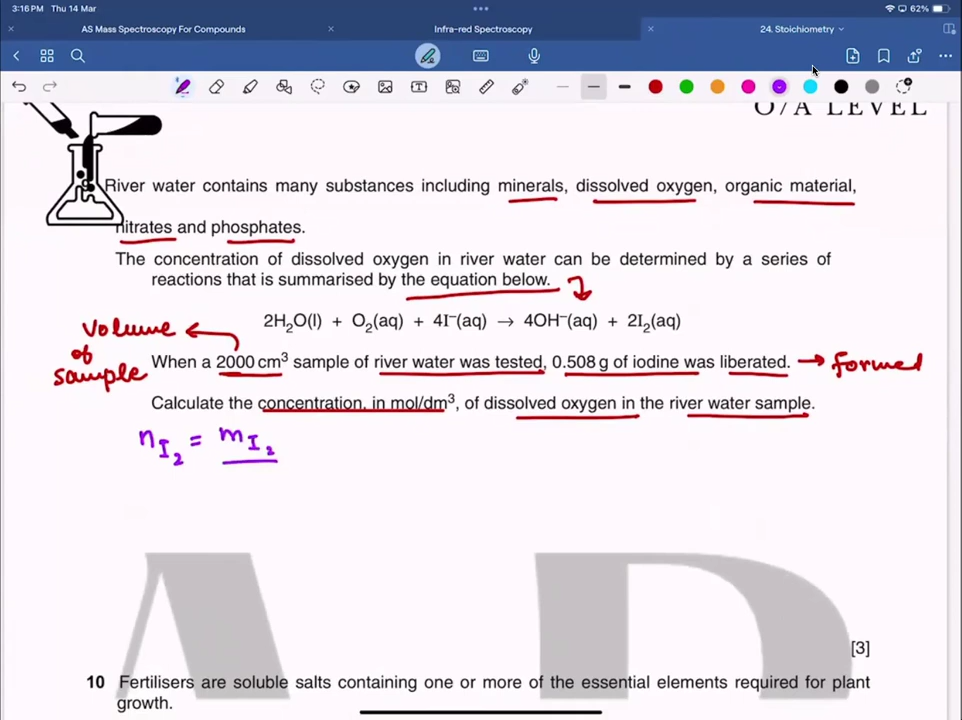 3:16 PM Thu 14 Mar
62%
AS Mass Spectroscopy For Compounds
Infra-red Spectroscopy
24. Stoichiometry
O/A LEVEL
River water contains many substances including minerals, dissolved oxygen, organic material,
nitrates and phosphates.
The concentration of dissolved oxygen in river water can be determined by a series of
reactions that is summarised by the equation below.
2H₂O(l) + O₂(aq) + 4I⁻(aq) → 4OH⁻(aq) + 2I₂(aq)
Volume
of
sample
When a 2000 cm³ sample of river water was tested, 0.508 g of iodine was liberated. → formed
Calculate the concentration, in mol/dm³, of dissolved oxygen in the river water sample.
n I₂ = m I₂
A D
[3]
10 Fertilisers are soluble salts containing one or more of the essential elements required for plant
growth.